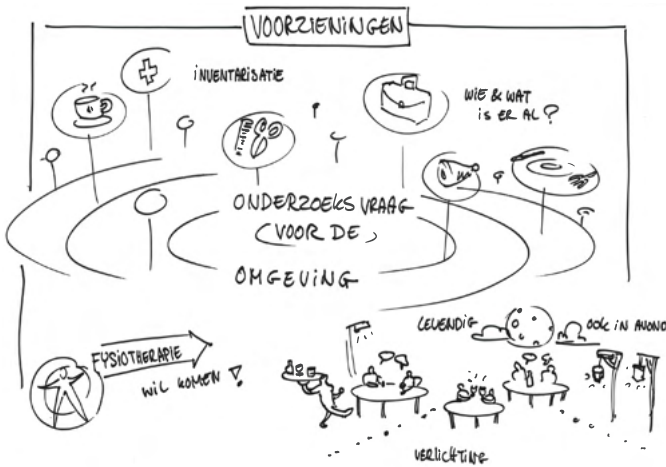 VOORZIENINGEN
iNVENTARISATIE
WIE & WAT
iS ER AL?
ONDERZOEKSVRAAG
VOOR DE
OMGEVING
FYSIOTHERAPIE
WIL KOMEN!
LEVENDIG
OOK IN AVOND
VERLICHTING